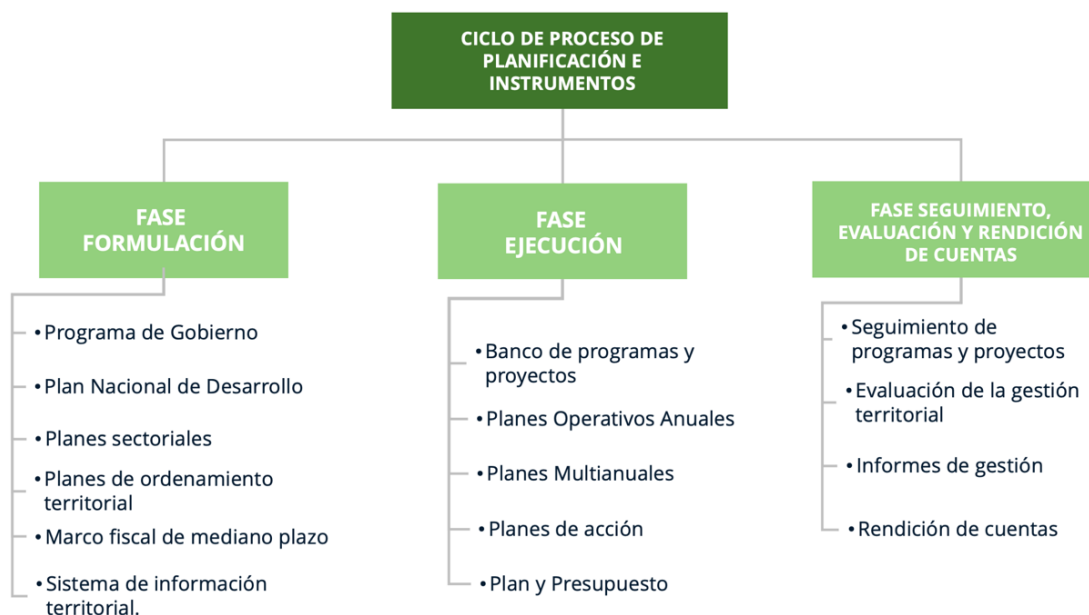 CICLO DE PROCESO DE
PLANIFICACIÓN E
INSTRUMENTOS
FASE
FORMULACIÓN
• Programa de Gobierno
• Plan Nacional de Desarrollo
• Planes sectoriales
• Planes de ordenamiento
territorial
• Marco fiscal de mediano plazo
• Sistema de información
territorial.
FASE
EJECUCIÓN
• Banco de programas y
proyectos
• Planes Operativos Anuales
• Planes Multianuales
• Planes de acción
• Plan y Presupuesto
FASE SEGUIMIENTO,
EVALUACIÓN Y RENDICIÓN
DE CUENTAS
• Seguimiento de
programas y proyectos
• Evaluación de la gestión
territorial
• Informes de gestión
• Rendición de cuentas